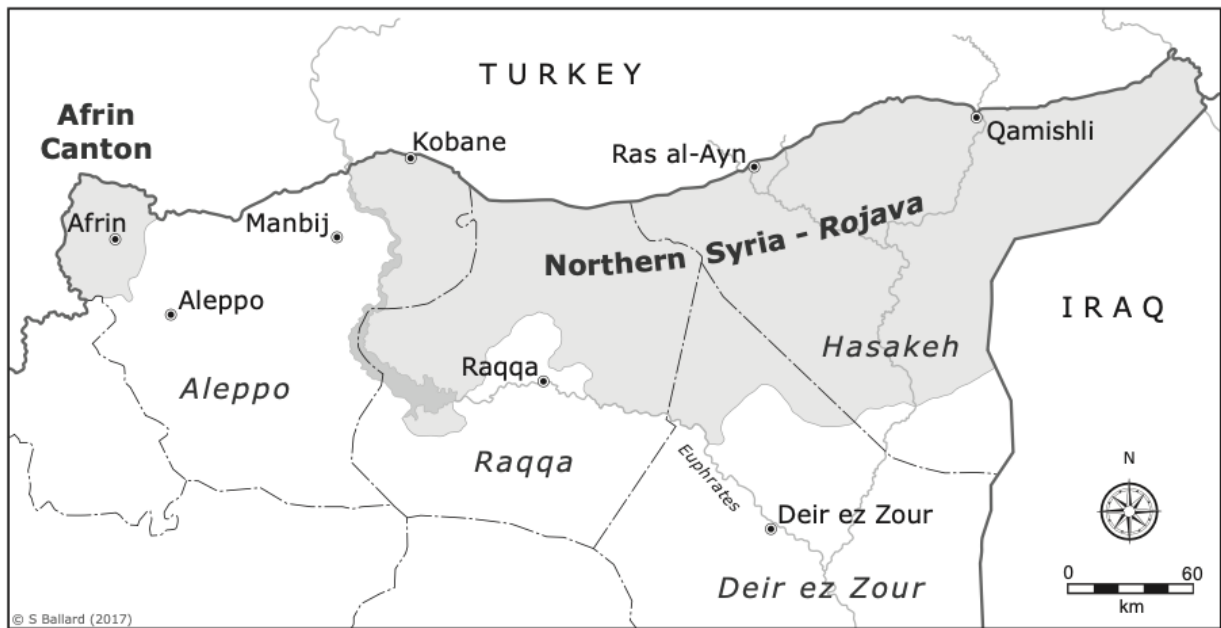 TURKEY
Afrin
Canton
Kobane
Qamishli
Ras al-Ayn
Afrin
Manbij
Northern Syria - Rojava
Aleppo
IRAQ
Hasakeh
Raqqa
Aleppo
Raqqa
Euphrates
N
Deir ez Zour
0 60
km
Deir ez Zour
© S Ballard (2017)